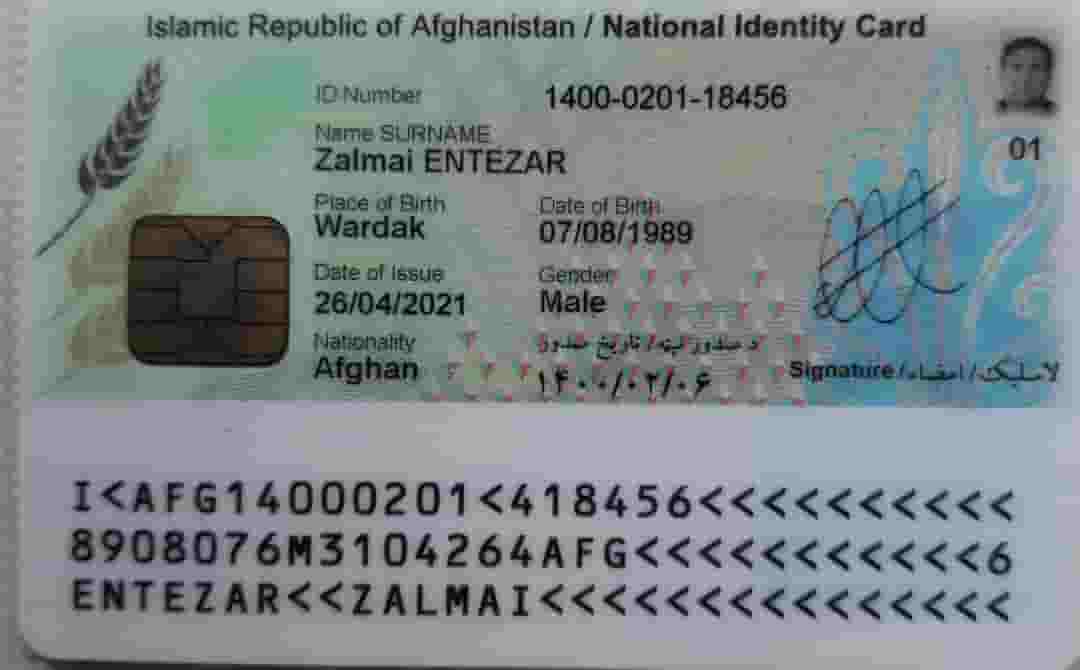 Islamic Republic of Afghanistan / National Identity Card
ID Number 1400-0201-18456
01
Name SURNAME
Zalmai ENTEZAR
Place of Birth Date of Birth
Wardak 07/08/1989
Date of Issue Gender
26/04/2021 Male
Nationality د صدور نېټه / تاریخ صدور
Afghan ۱۴۰۰/۰۲/۰۶
Signature / امضاء / لاسلیک
I<AFG14000201<418456<<<<<<<<<<
8908076M3104264AFG<<<<<<<<<<<6
ENTEZAR<<ZALMAI<<<<<<<<<<<<<<<